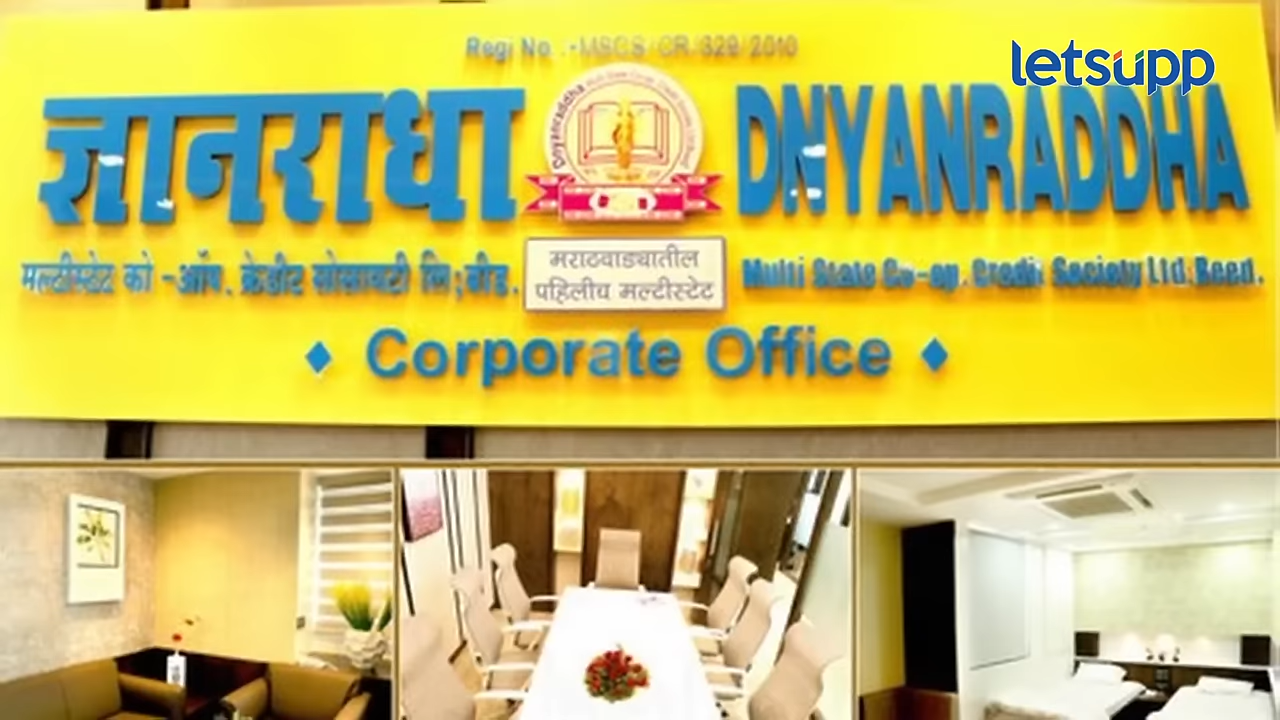 letsupp
Regi No. :-MSCS/CR/329/2010
ज्ञानराधा
DNYANRADDHA
मल्टीस्टेट को -ऑप. क्रेडीट सोसायटी लि;बीड.
मराठवाड्यातील
पहिलीच मल्टीस्टेट
Multi State Co-op. Credit Society Ltd.Beed.
Corporate Office